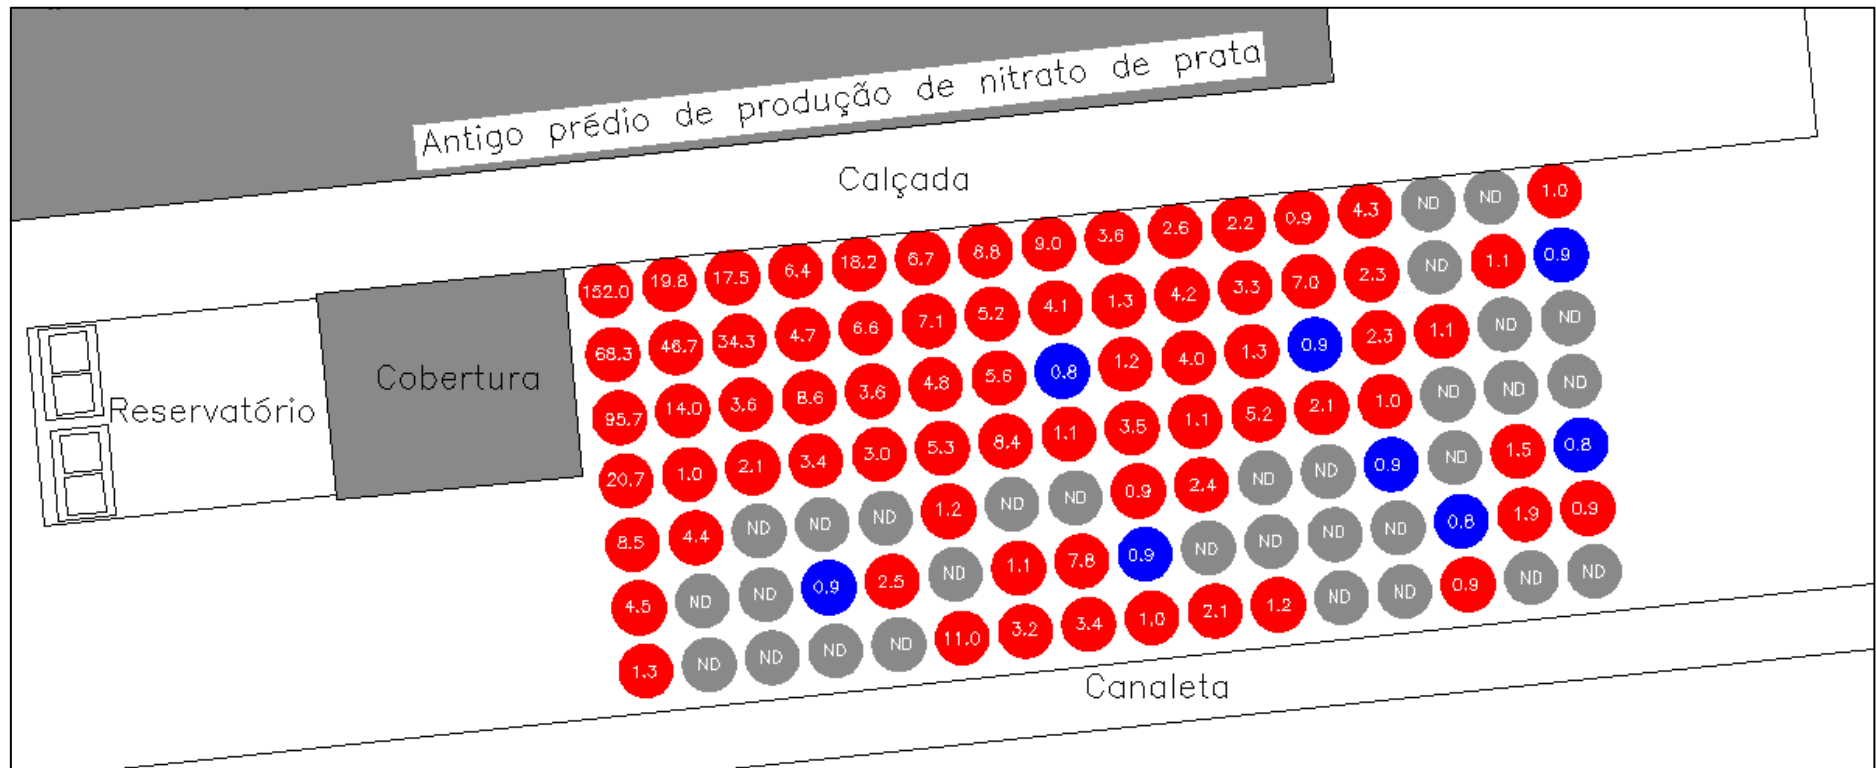 Antigo prédio de produção de nitrato de prata
Calçada
152.0 19.8 17.5 6.4 18.2 6.7 8.8 9.0 3.6 2.6 2.2 0.9 4.3 ND ND 1.0
68.3 46.7 34.3 4.7 6.6 7.1 5.2 4.1 1.3 4.2 3.3 7.0 2.3 ND 1.1 0.9
Cobertura
Reservatório
95.7 14.0 3.6 8.6 3.6 4.8 5.6 0.8 1.2 4.0 1.3 0.9 2.3 1.1 ND ND
20.7 1.0 2.1 3.4 3.0 5.3 8.4 1.1 3.5 1.1 5.2 2.1 1.0 ND ND ND
8.5 4.4 ND ND ND 1.2 ND ND 0.9 2.4 ND ND 0.9 ND 1.5 0.8
4.5 ND ND 0.9 2.5 ND 1.1 7.8 0.9 ND ND ND ND 0.8 1.9 0.9
1.3 ND ND ND ND 11.0 3.2 3.4 1.0 2.1 1.2 ND ND 0.9 ND ND
Canaleta